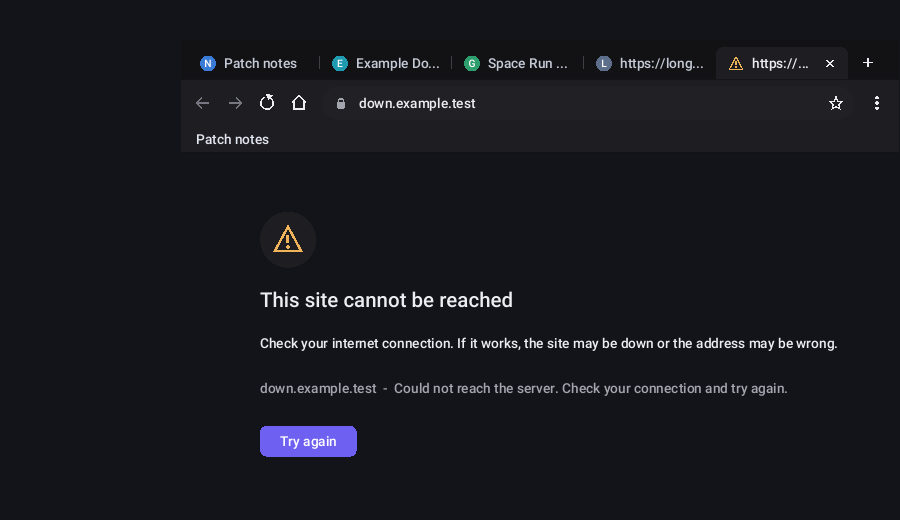 N Patch notes E Example Do... G Space Run ... L https://long... https://...
down.example.test
Patch notes
This site cannot be reached
Check your internet connection. If it works, the site may be down or the address may be wrong.
down.example.test - Could not reach the server. Check your connection and try again.
Try again